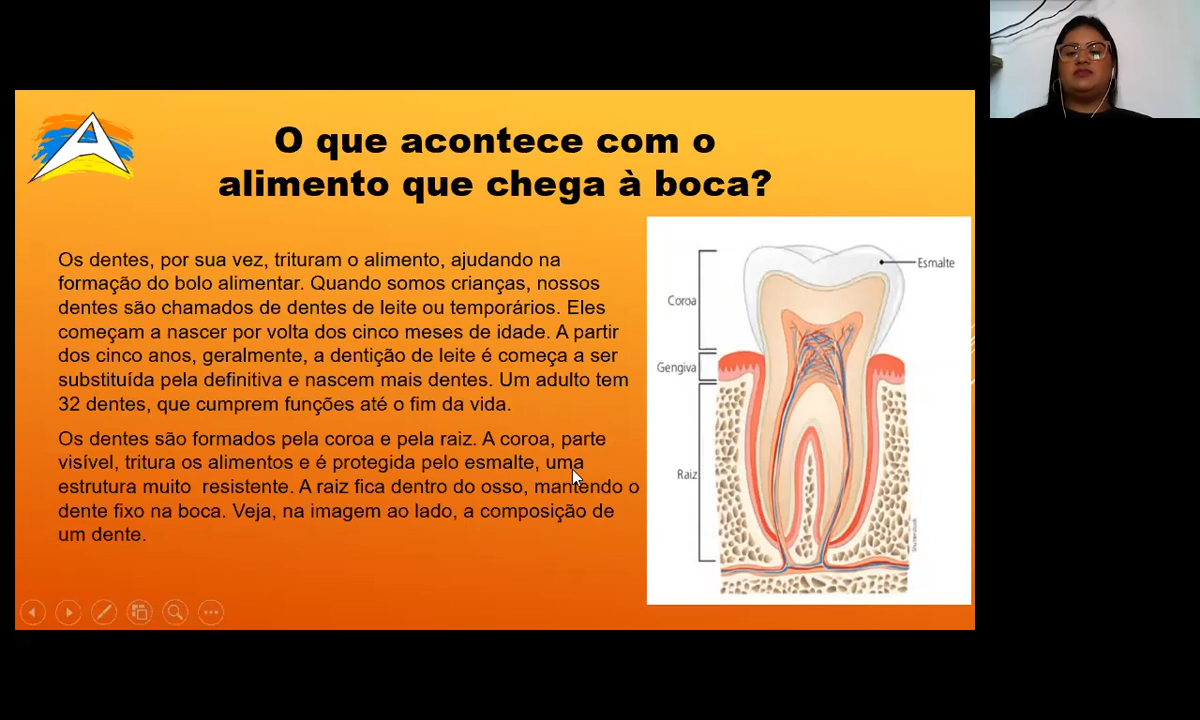 O que acontece com o
alimento que chega à boca?
Os dentes, por sua vez, trituram o alimento, ajudando na
formação do bolo alimentar. Quando somos crianças, nossos
dentes são chamados de dentes de leite ou temporários. Eles
começam a nascer por volta dos cinco meses de idade. A partir
dos cinco anos, geralmente, a dentição de leite é começa a ser
substituída pela definitiva e nascem mais dentes. Um adulto tem
32 dentes, que cumprem funções até o fim da vida.
Os dentes são formados pela coroa e pela raiz. A coroa, parte
visível, tritura os alimentos e é protegida pelo esmalte, uma
estrutura muito  resistente. A raiz fica dentro do osso, mantendo o
dente fixo na boca. Veja, na imagem ao lado, a composição de
um dente.
Esmalte
Coroa
Gengiva
Raiz
Shutterstock